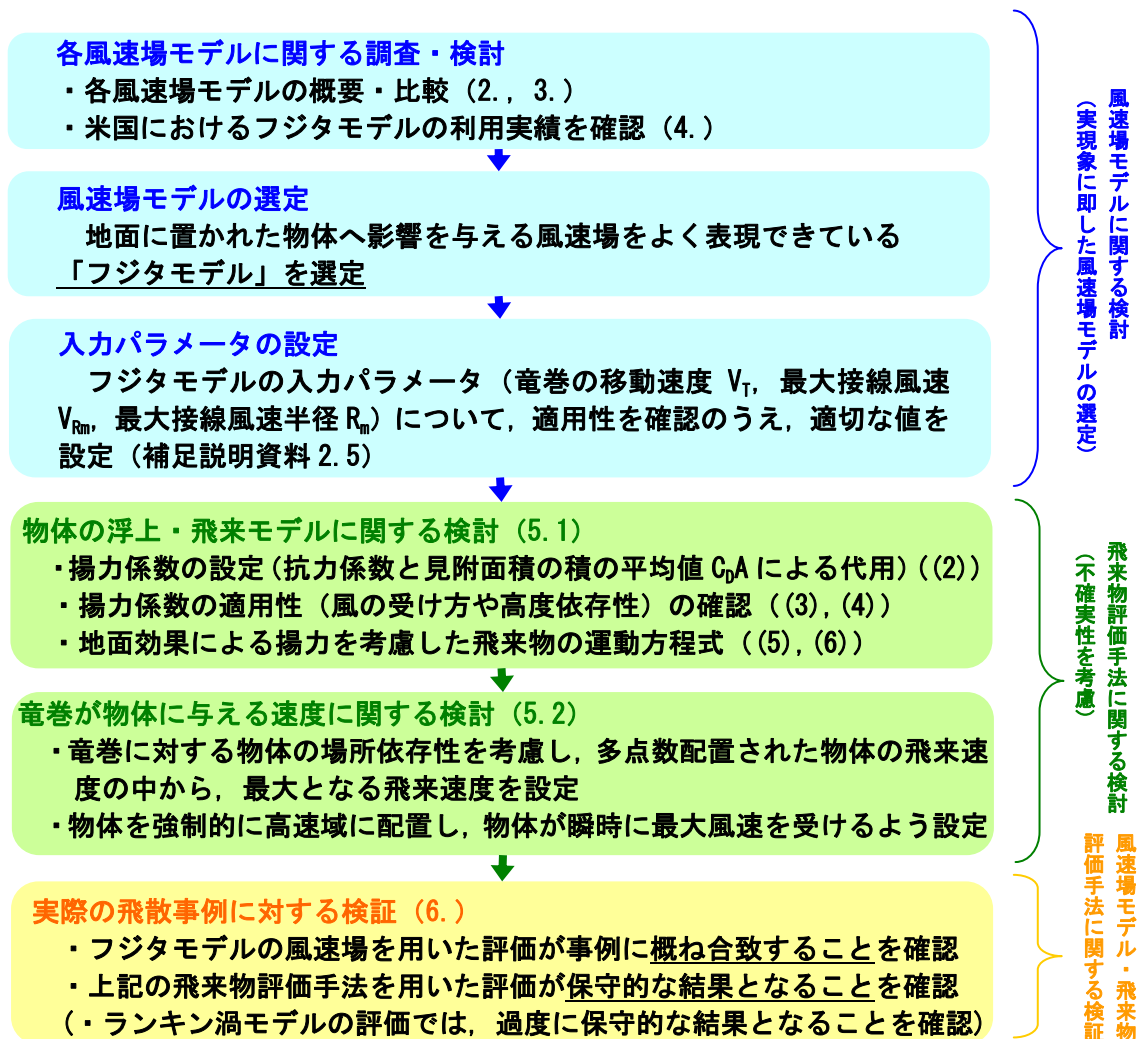 各風速場モデルに関する調査・検討
・各風速場モデルの概要・比較（2.，3.）
・米国におけるフジタモデルの利用実績を確認（4.）
風速場モデルの選定
地面に置かれた物体へ影響を与える風速場をよく表現できている
「フジタモデル」を選定
入力パラメータの設定
フジタモデルの入力パラメータ（竜巻の移動速度 VT，最大接線風速
VRm，最大接線風速半径 Rm）について，適用性を確認のうえ，適切な値を
設定（補足説明資料 2.5）
風速場モデルに関する検討
（実現象に即した風速場モデルの選定）
物体の浮上・飛来モデルに関する検討（5.1）
・揚力係数の設定（抗力係数と見附面積の積の平均値 CDA による代用）((2))
・揚力係数の適用性（風の受け方や高度依存性）の確認（(3),(4)）
・地面効果による揚力を考慮した飛来物の運動方程式（(5),(6)）
竜巻が物体に与える速度に関する検討（5.2）
・竜巻に対する物体の場所依存性を考慮し，多点数配置された物体の飛来速
度の中から，最大となる飛来速度を設定
・物体を強制的に高速域に配置し，物体が瞬時に最大風速を受けるよう設定
飛来物評価手法に関する検討
（不確実性を考慮）
実際の飛散事例に対する検証（6.）
・フジタモデルの風速場を用いた評価が事例に概ね合致することを確認
・上記の飛来物評価手法を用いた評価が保守的な結果となることを確認
（・ランキン渦モデルの評価では，過度に保守的な結果となることを確認）
風速場モデル・飛来物
評価手法に関する検証